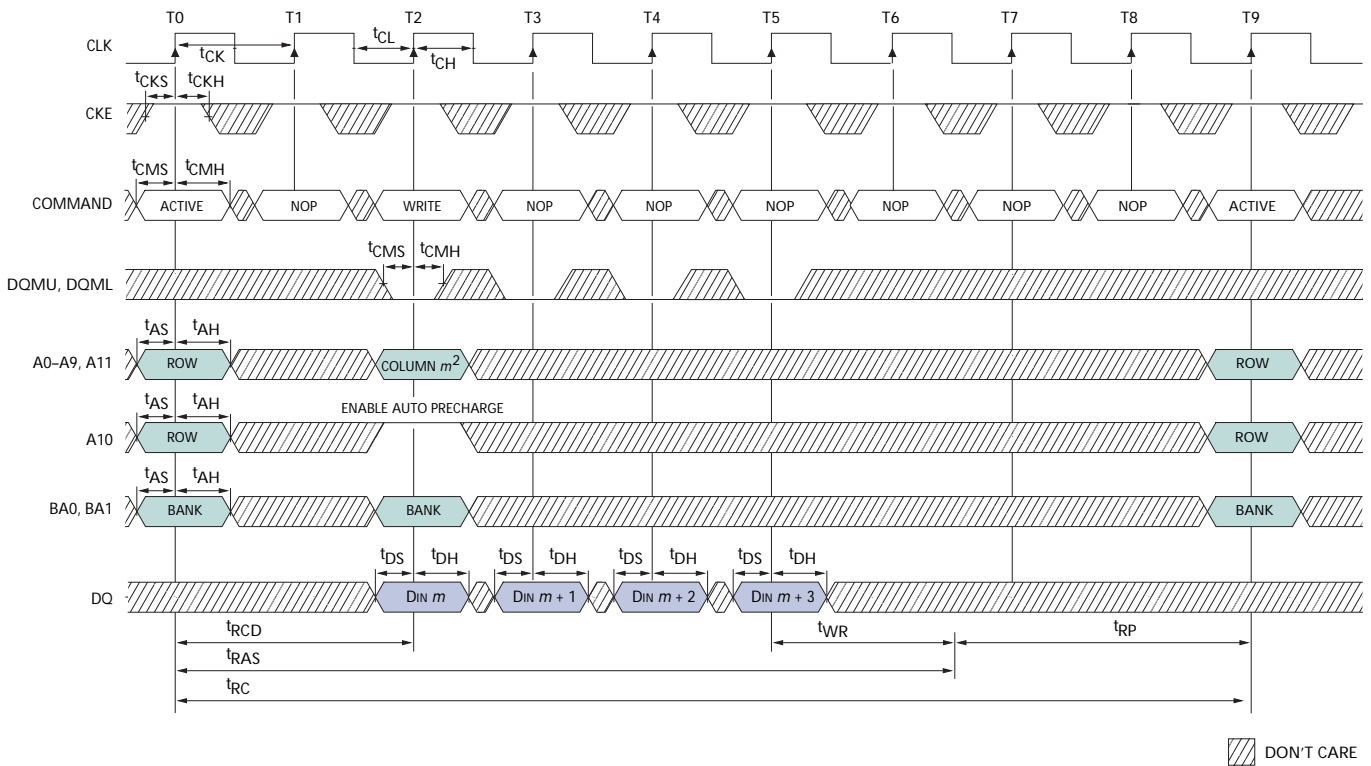 T0 T1 T2 T3 T4 T5 T6 T7 T8 T9
CLK
tCK tCL tCH
tCKS tCKH
CKE
tCMS tCMH
COMMAND ACTIVE NOP WRITE NOP NOP NOP NOP NOP NOP ACTIVE
tCMS tCMH
DQMU, DQML
tAS tAH
A0–A9, A11 ROW COLUMN m2 ROW
tAS tAH ENABLE AUTO PRECHARGE
A10 ROW ROW
tAS tAH
BA0, BA1 BANK BANK BANK
tDS tDH tDS tDH tDS tDH tDS tDH
DQ DIN m DIN m + 1 DIN m + 2 DIN m + 3
tRCD tWR tRP
tRAS
tRC
DON'T CARE